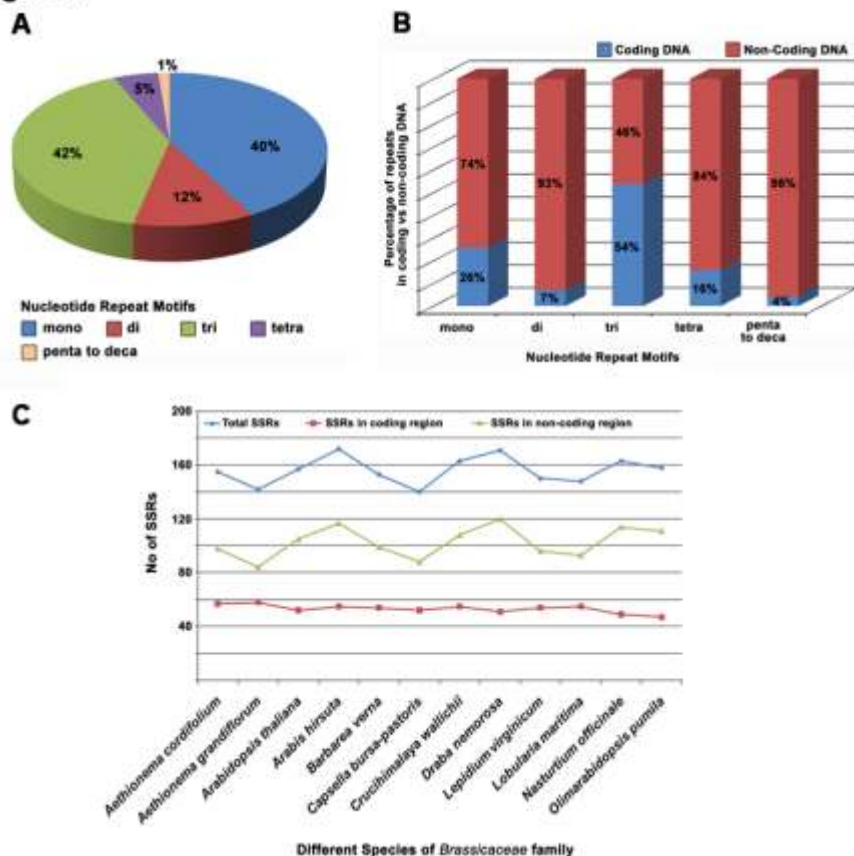 A
1%
5%
42%
40%
12%
Nucleotide Repeat Motifs
mono di tri tetra
penta to deca
B
Coding DNA Non-Coding DNA
Percentage of repeats
in coding vs non-coding DNA
74% 93% 46% 84% 96%
26% 7% 54% 16% 4%
mono di tri tetra penta
to deca
Nucleotide Repeat Motifs
C
No of SSRs
200
160
120
80
40
Total SSRs SSRs in coding region SSRs in non-coding region
Aethionema cordifolium
Aethionema grandiflorum
Arabidopsis thaliana
Arabis hirsuta
Barbarea verna
Capsella bursa-pastoris
Crucihimalaya wallichii
Draba nemorosa
Lepidium virginicum
Lobularia maritima
Nasturtium officinale
Olimarabidopsis pumila
Different Species of Brassicaceae family